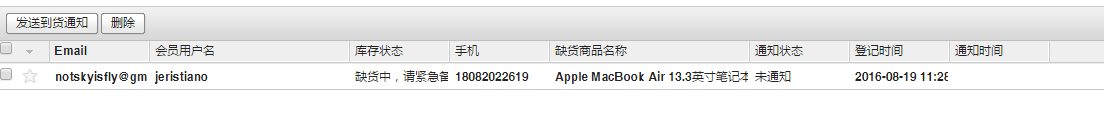 发送到货通知 删除
Email 会员用户名 库存状态 手机 缺货商品名称 通知状态 登记时间 通知时间
notskyisfly@gm jeristiano 缺货中，请紧急备 18082022619 Apple MacBook Air 13.3英寸笔记本 未通知 2016-08-19 11:28